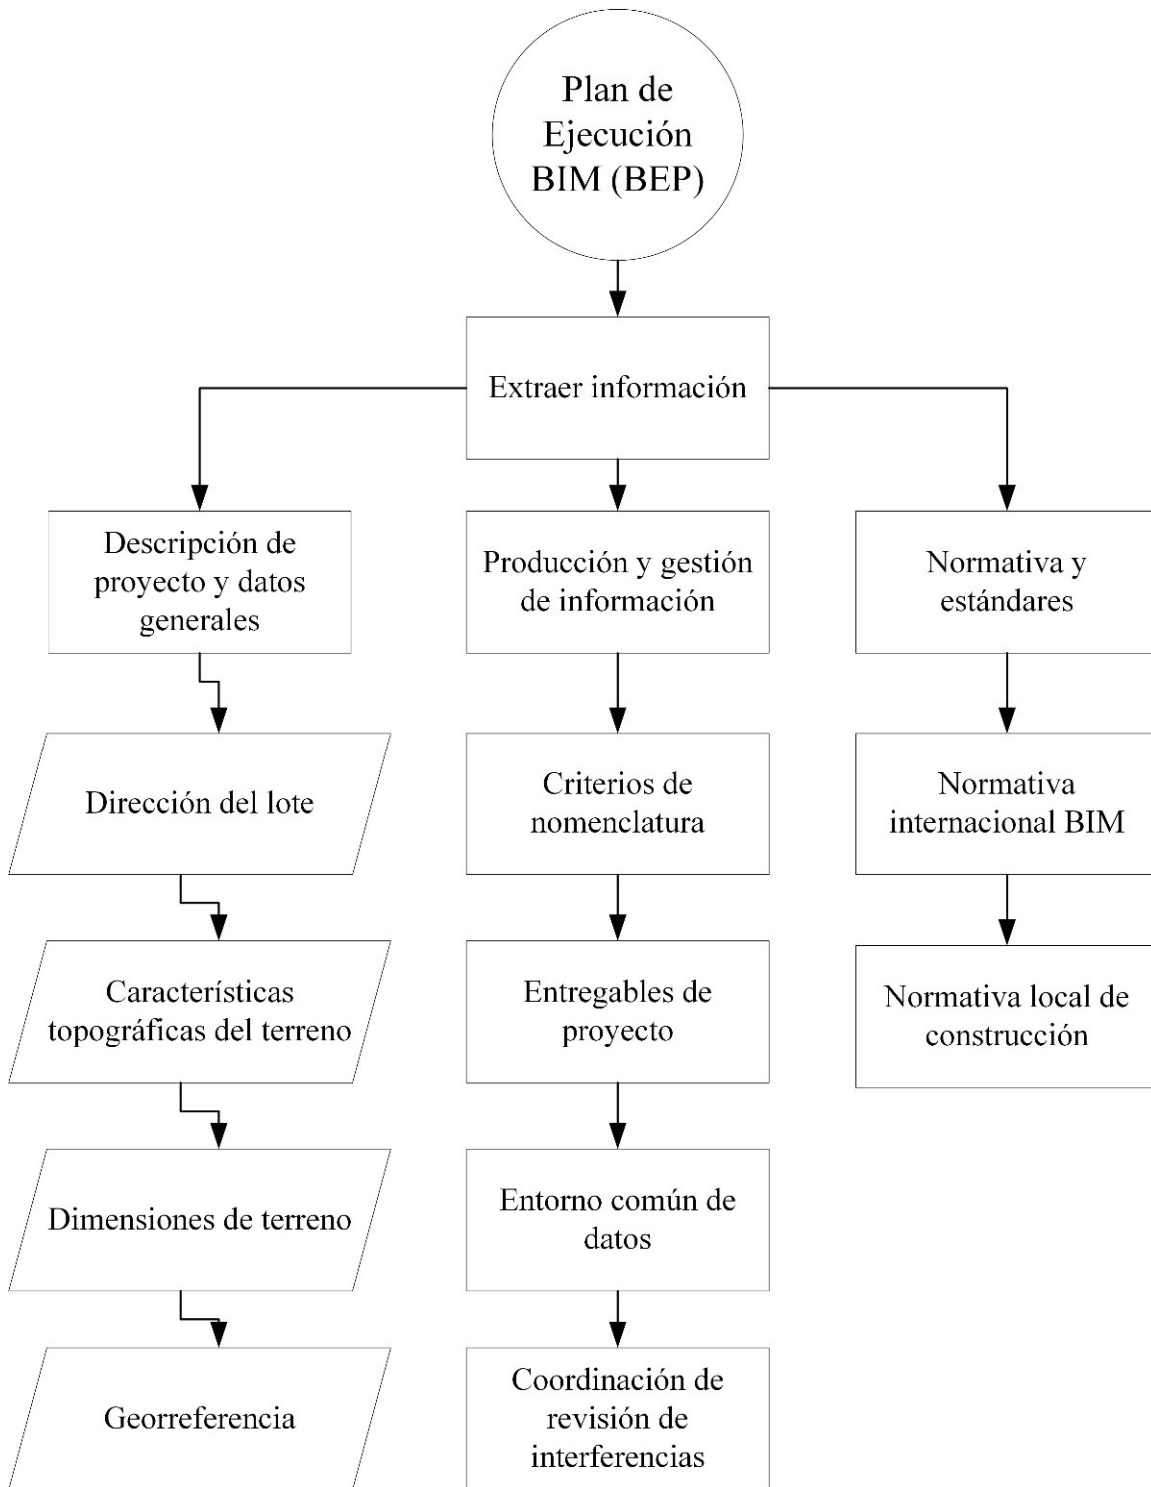 Plan de
Ejecución
BIM (BEP)
Extraer información
Descripción de
proyecto y datos
generales
Producción y gestión
de información
Normativa y
estándares
Dirección del lote
Criterios de
nomenclatura
Normativa
internacional BIM
Característícas
topográficas del terreno
Entregables de
proyecto
Normativa local de
construcción
Dimensiones de terreno
Entorno común de
datos
Georreferencia
Coordinación de
revisión de
interferencias